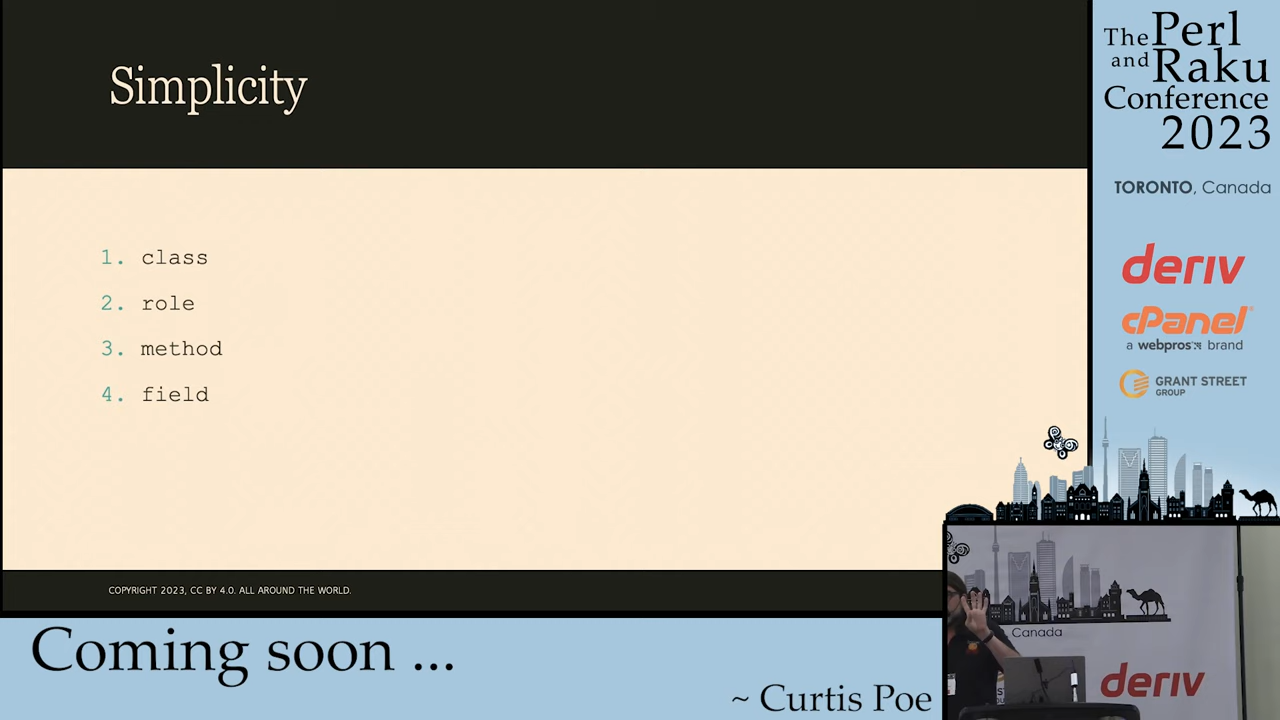 Simplicity
1. class
2. role
3. method
4. field
COPYRIGHT 2023, CC BY 4.0. ALL AROUND THE WORLD.
Coming soon ...
~ Curtis Poe
The Perl
and Raku
Conference
2023
TORONTO, Canada
deriv
cPanel®
a webpros brand
GRANT STREET
GROUP
Canada
deriv